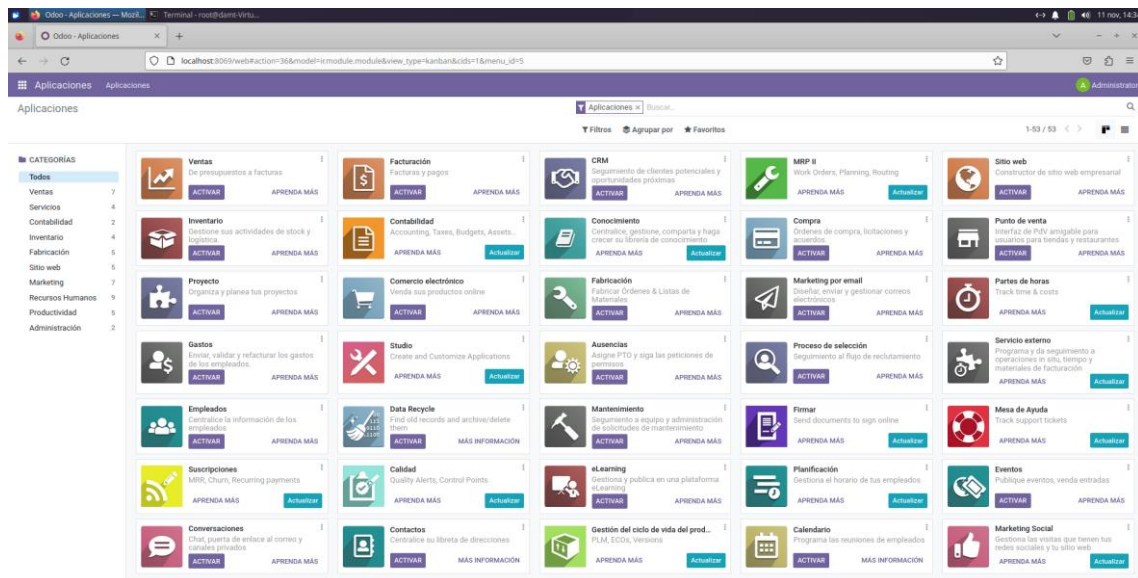 Odoo - Aplicaciones — Mozil...
Terminal - root@damt-Virtu...
11 nov, 14:3
Odoo - Aplicaciones
localhost:8069/web#action=36&model=ir.module.module&view_type=kanban&cids=1&menu_id=5
Aplicaciones
Aplicaciones
A
Administrator
Aplicaciones
Aplicaciones ×
Buscar...
Filtros
Agrupar por
Favoritos
1-53 / 53
CATEGORÍAS
Todos
Ventas 7
Servicios 4
Contabilidad 2
Inventario 4
Fabricación 5
Sitio web 5
Marketing 7
Recursos Humanos 9
Productividad 5
Administración 2
Ventas
De presupuestos a facturas
ACTIVAR
APRENDA MÁS
Facturación
Facturas y pagos
ACTIVAR
APRENDA MÁS
CRM
Seguimiento de clientes potenciales y
oportunidades próximas
ACTIVAR
APRENDA MÁS
MRP II
Work Orders, Planning, Routing
APRENDA MÁS
Actualizar
Sitio web
Constructor de sitio web empresarial
ACTIVAR
APRENDA MÁS
Inventario
Gestione sus actividades de stock y
logística.
ACTIVAR
APRENDA MÁS
Contabilidad
Accounting, Taxes, Budgets, Assets...
APRENDA MÁS
Actualizar
Conocimiento
Centralice, gestione, comparta y haga
crecer su librería de conocimiento
APRENDA MÁS
Actualizar
Compra
Órdenes de compra, licitaciones y
acuerdos
ACTIVAR
APRENDA MÁS
Punto de venta
Interfaz de PdV amigable para
usuarios para tiendas y restaurantes
ACTIVAR
APRENDA MÁS
Proyecto
Organiza y planea tus proyectos
ACTIVAR
APRENDA MÁS
Comercio electrónico
Venda sus productos online
ACTIVAR
APRENDA MÁS
Fabricación
Fabricar Órdenes & Listas de
Materiales
ACTIVAR
APRENDA MÁS
Marketing por email
Diseñar, enviar y gestionar correos
electrónicos
ACTIVAR
APRENDA MÁS
Partes de horas
Track time & costs
APRENDA MÁS
Actualizar
Gastos
Enviar, validar y refacturar los gastos
de los empleados.
ACTIVAR
APRENDA MÁS
Studio
Create and Customize Applications
APRENDA MÁS
Actualizar
Ausencias
Asigne PTO y siga las peticiones de
permisos
ACTIVAR
APRENDA MÁS
Proceso de selección
Seguimiento al flujo de reclutamiento
ACTIVAR
APRENDA MÁS
Servicio externo
Programa y da seguimiento a
operaciones in situ, tiempo y
materiales de facturación
APRENDA MÁS
Actualizar
Empleados
Centralice la información de los
empleados
ACTIVAR
APRENDA MÁS
Data Recycle
Find old records and archive/delete
them
ACTIVAR
MÁS INFORMACIÓN
Mantenimiento
Seguimiento a equipo y administración
de solicitudes de mantenimiento
ACTIVAR
APRENDA MÁS
Firmar
Send documents to sign online
APRENDA MÁS
Actualizar
Mesa de Ayuda
Track support tickets
APRENDA MÁS
Actualizar
Suscripciones
MRR, Churn, Recurring payments
APRENDA MÁS
Actualizar
Calidad
Quality Alerts, Control Points
APRENDA MÁS
Actualizar
eLearning
Gestiona y publica en una plataforma
eLearning
ACTIVAR
APRENDA MÁS
Planificación
Gestiona el horario de tus empleados
APRENDA MÁS
Actualizar
Eventos
Publique eventos, venda entradas
ACTIVAR
APRENDA MÁS
Conversaciones
Chat, puerta de enlace al correo y
canales privados
ACTIVAR
APRENDA MÁS
Contactos
Centralice su libreta de direcciones
ACTIVAR
MÁS INFORMACIÓN
Gestión del ciclo de vida del prod...
PLM, ECOs, Versions
APRENDA MÁS
Actualizar
Calendario
Programa las reuniones de empleados
ACTIVAR
MÁS INFORMACIÓN
Marketing Social
Gestiona las visitas que tienen tus
redes sociales y tu sitio web
APRENDA MÁS
Actualizar